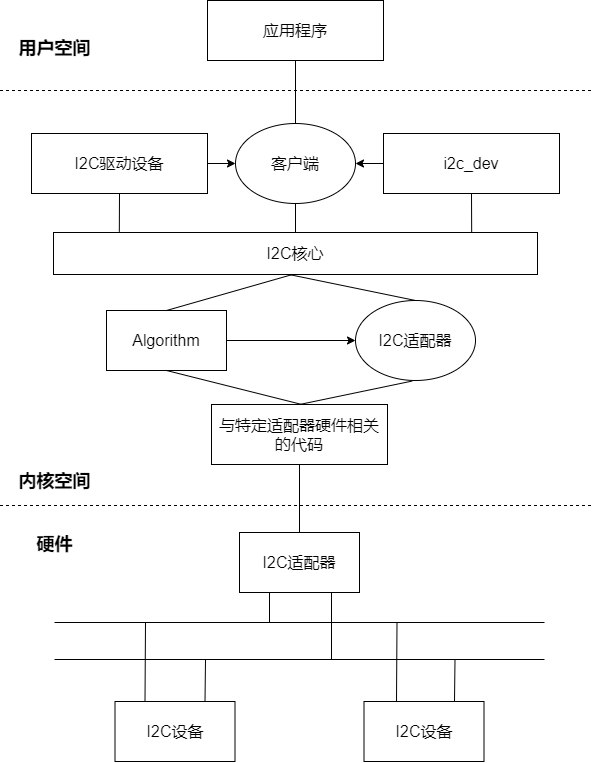 应用程序
用户空间
I2C驱动设备
客户端
i2c_dev
I2C核心
Algorithm
I2C适配器
与特定适配器硬件相关
的代码
内核空间
硬件
I2C适配器
I2C设备
I2C设备